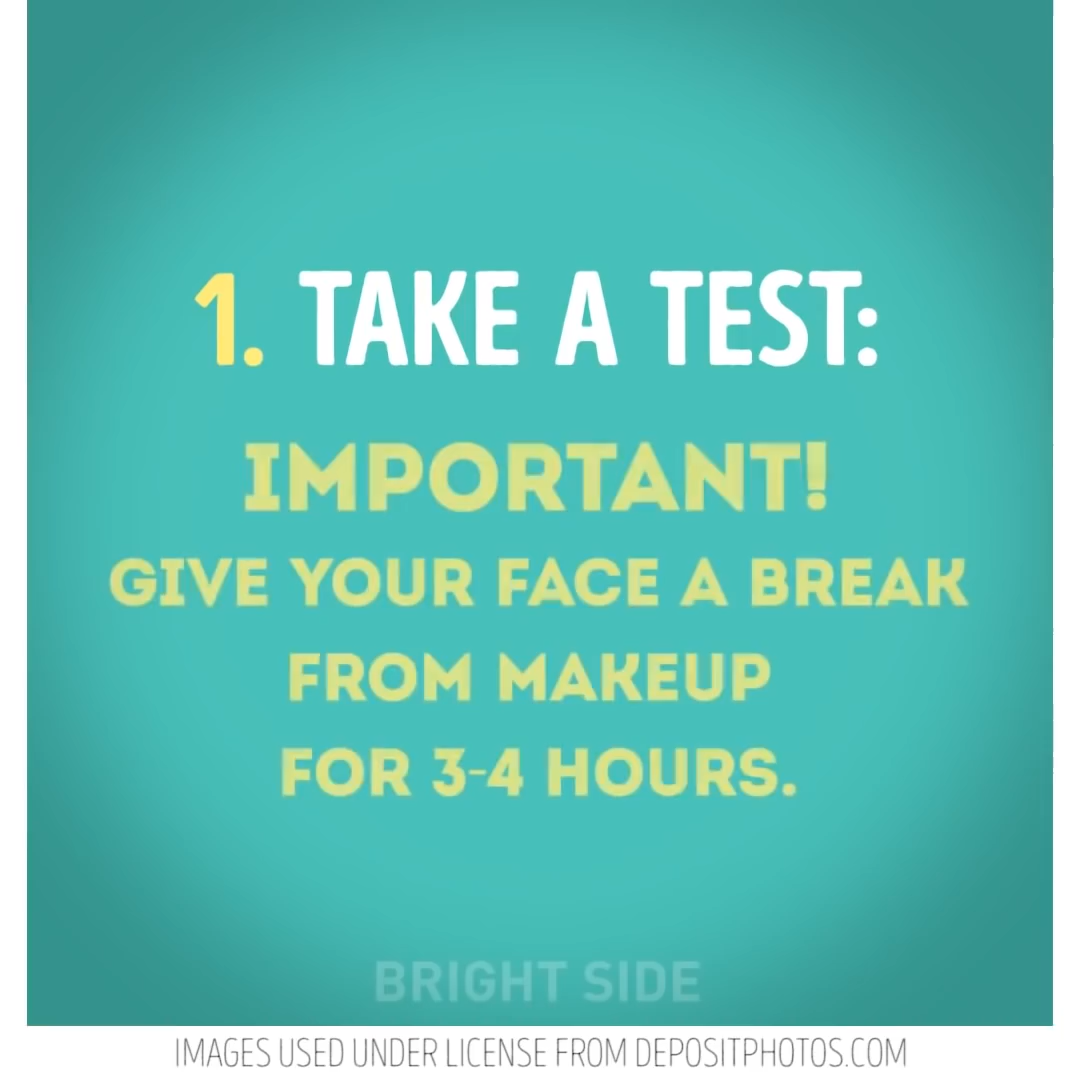 1. TAKE A TEST:
IMPORTANT!
GIVE YOUR FACE A BREAK
FROM MAKEUP
FOR 3-4 HOURS.
BRIGHT SIDE
IMAGES USED UNDER LICENSE FROM DEPOSITPHOTOS.COM